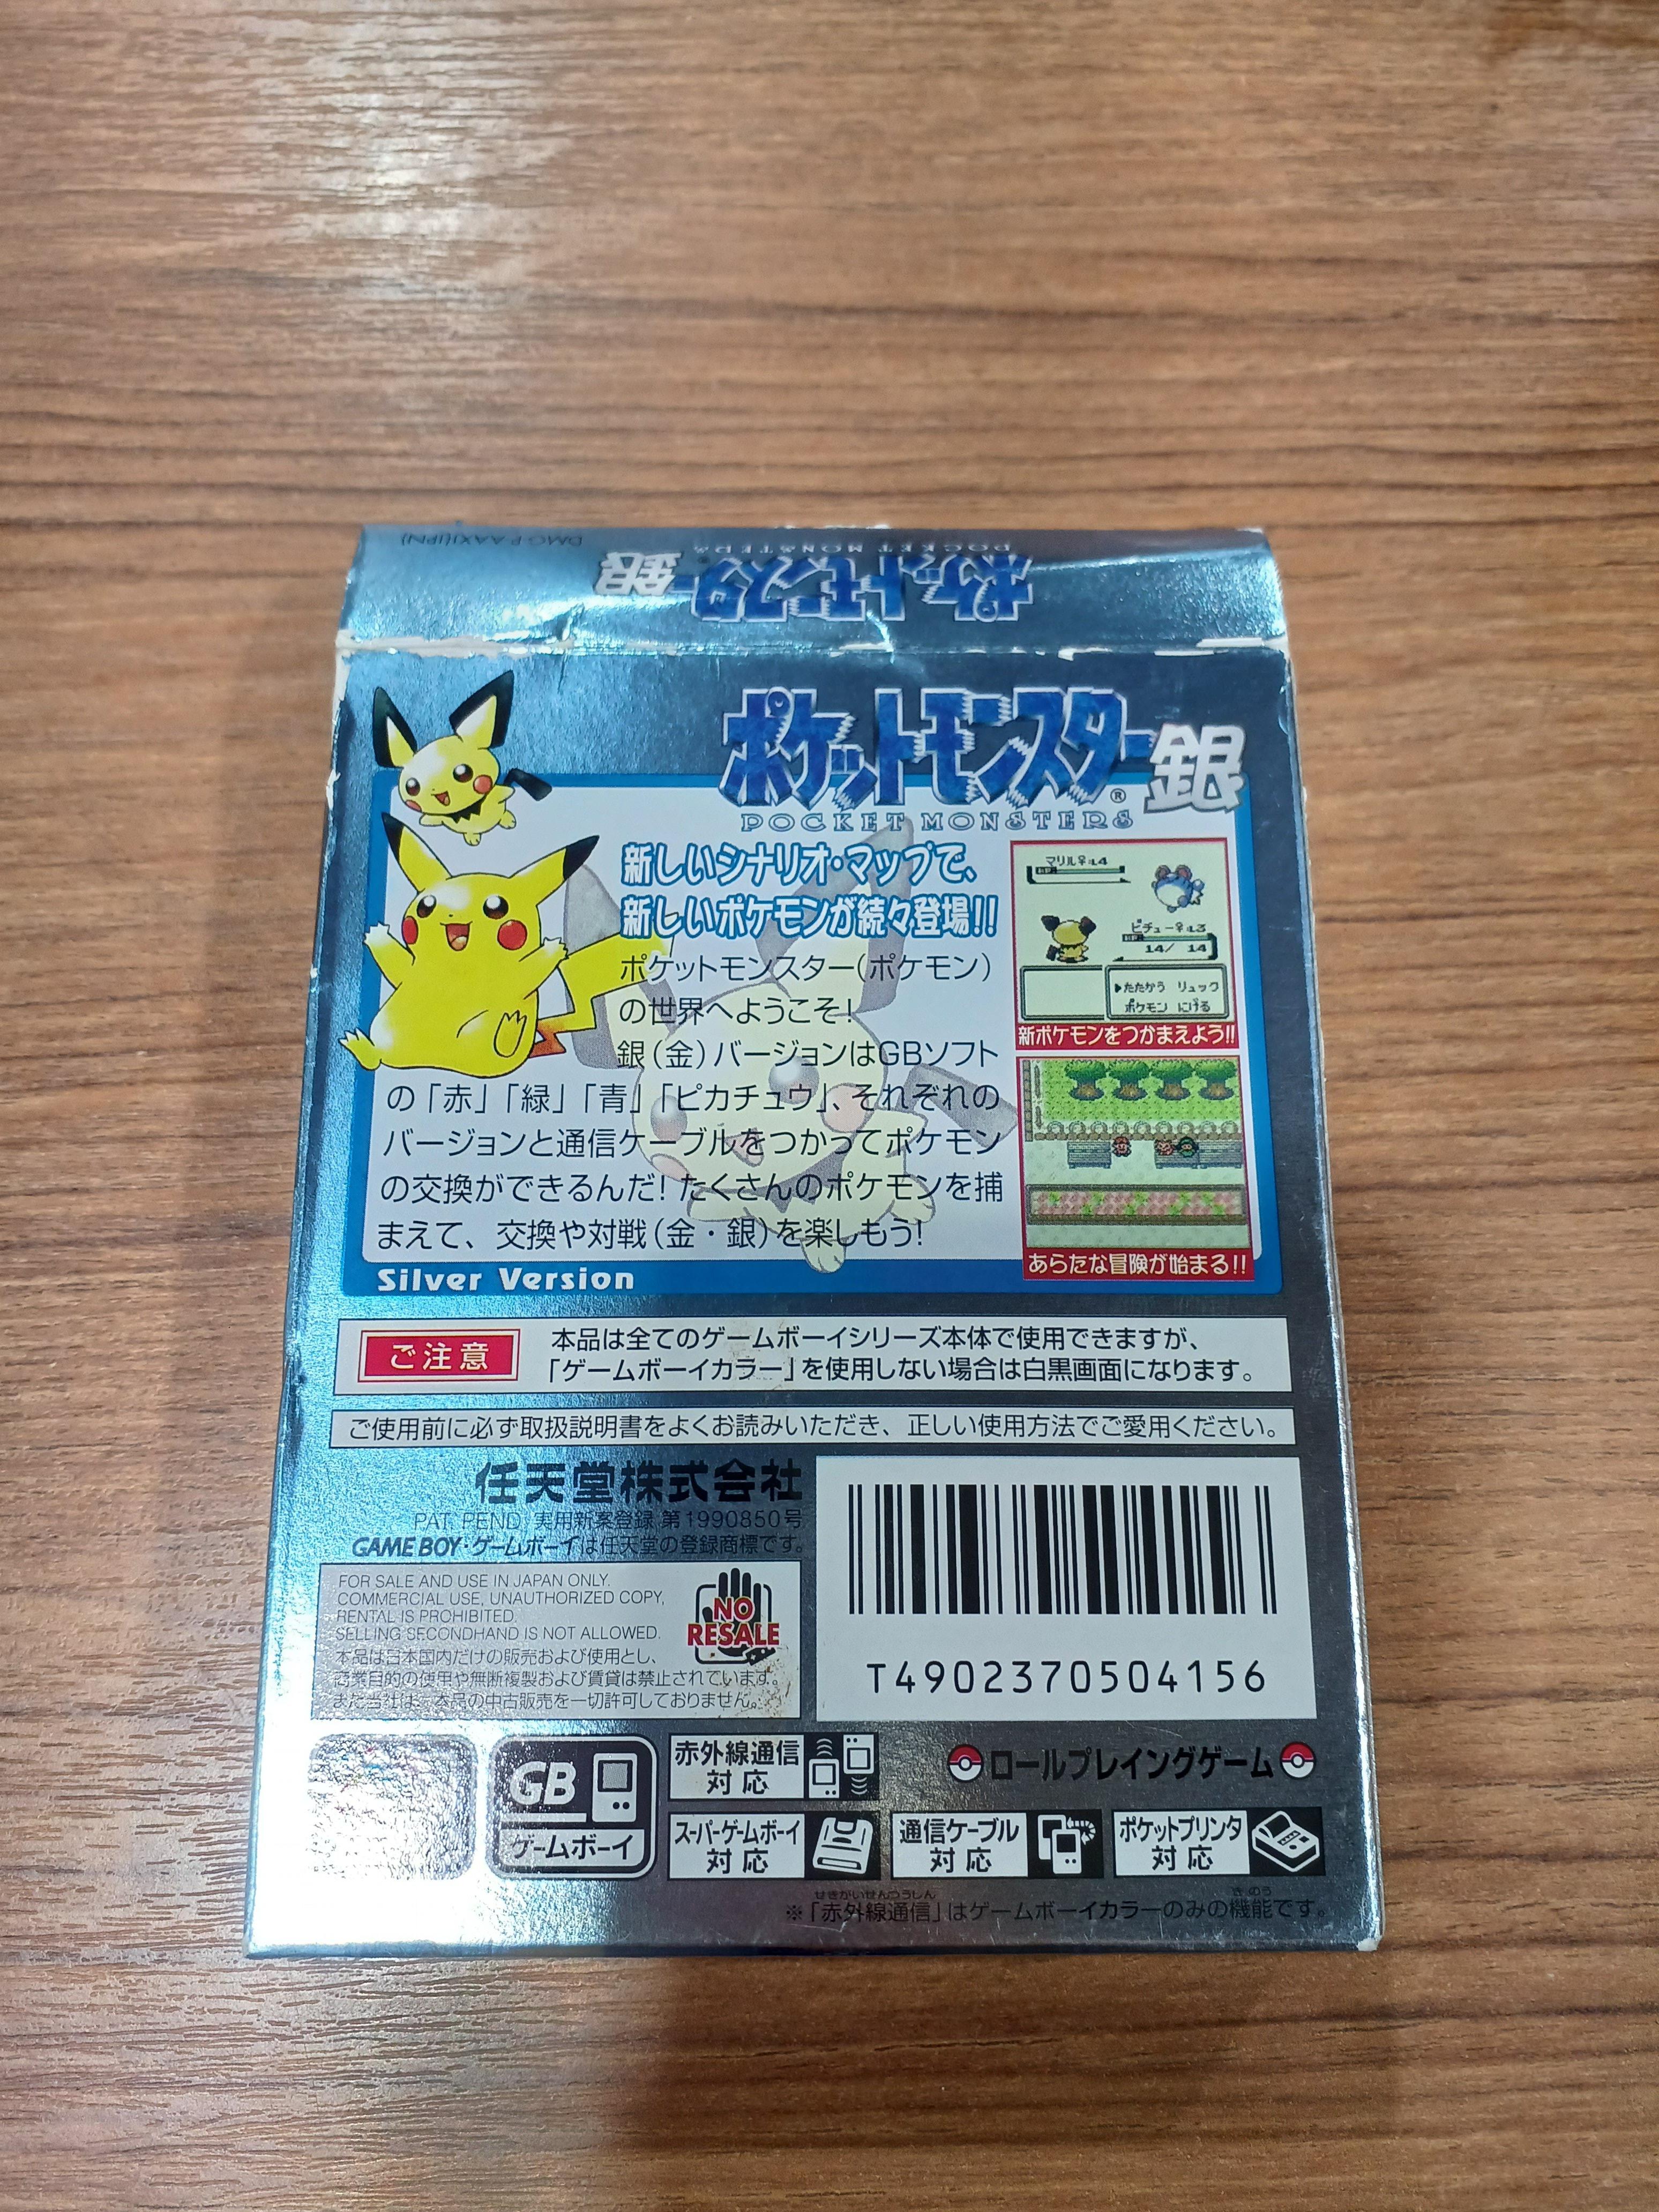 DMG-P-AAXJ(JPN)
ポケットモンスター銀
POCKET MONSTERS
ポケットモンスター銀
POCKET MONSTERS®
新しいシナリオ・マップで、
新しいポケモンが続々登場!!
ポケットモンスター(ポケモン)
の世界へようこそ!
銀(金)バージョンはGBソフト
の「赤」「緑」「青」「ピカチュウ」、それぞれの
バージョンと通信ケーブルをつかってポケモン
の交換ができるんだ! たくさんのポケモンを捕
まえて、交換や対戦(金・銀)を楽しもう!
Silver Version
マリル♀ :L4
ピチュー♀ :L3
14/ 14
▶たたかう リュック
ポケモン にげる
新ポケモンをつかまえよう!!
あらたな冒険が始まる!!
ご注意
本品は全てのゲームボーイシリーズ本体で使用できますが、
「ゲームボーイカラー」を使用しない場合は白黒画面になります。
ご使用前に必ず取扱説明書をよくお読みいただき、正しい使用方法でご愛用ください。
任天堂株式会社
PAT. PEND. 実用新案登録 第1990850号
GAME BOY・ゲームボーイは任天堂の登録商標です。
FOR SALE AND USE IN JAPAN ONLY.
COMMERCIAL USE, UNAUTHORIZED COPY,
RENTAL IS PROHIBITED.
SELLING SECONDHAND IS NOT ALLOWED.
本品は日本国内だけの販売および使用とし、
商業目的の使用や無断複製および賃貸は禁止されています。
また当社は、本品の中古販売を一切許可しておりません。
NO
RESALE
T4902370504156
GB
ゲームボーイ
赤外線通信
対応
ロールプレイングゲーム
スーパーゲームボーイ
対応
通信ケーブル
対応
ポケットプリンタ
対応
せきがいせんつうしん きのう
※「赤外線通信」はゲームボーイカラーのみの機能です。